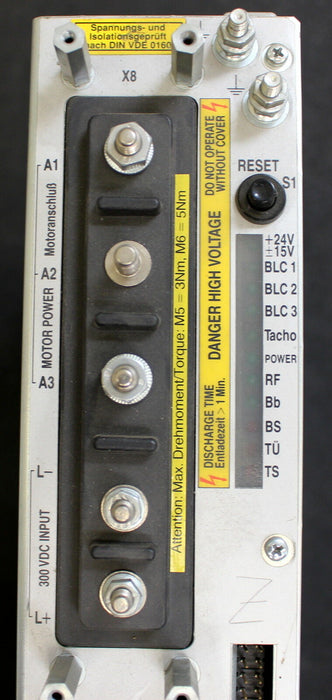 Spannungs- und
Isolationsgeprüft
nach DIN VDE 0160
X8
A1
Motoranschluß
A2
MOTOR POWER
A3
L–
300 VDC INPUT
L+
Attention: Max. Drehmoment/Torque: M5 = 3Nm, M6 = 5Nm
DO NOT OPERATE
WITHOUT COVER
DANGER HIGH VOLTAGE
DISCHARGE TIME
Entladezeit > 1 Min.
RESET
S1
+24V
±15V
BLC 1
BLC 2
BLC 3
Tacho
POWER
RF
Bb
BS
TÜ
TS